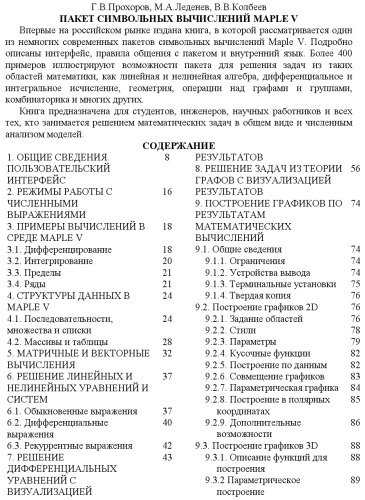 Г.В.Прохоров, М.А.Леденев, В.В.Колбеев
ПАКЕТ СИМВОЛЬНЫХ ВЫЧИСЛЕНИЙ MAPLE V
Впервые на российском рынке издана книга, в которой рассматривается один
из немногих современных пакетов символьных вычислений Maple V. Подробно
описаны интерфейс, правила общения с пакетом и внутренний язык. Более 400
примеров иллюстрируют возможности пакета для решения задач из таких
областей математики, как линейная и нелинейная алгебра, дифференциальное и
интегральное исчисление, геометрия, операции над графами и группами,
комбинаторика и многих других.
Книга предназначена для студентов, инженеров, научных работников и всех
тех, кто занимается решением математических задач в общем виде и численным
анализом моделей.
СОДЕРЖАНИЕ
1. ОБЩИЕ СВЕДЕНИЯ. 8
ПОЛЬЗОВАТЕЛЬСКИЙ
ИНТЕРФЕЙС
2. РЕЖИМЫ РАБОТЫ С 16
ЧИСЛЕННЫМИ
ВЫРАЖЕНИЯМИ
3. ПРИМЕРЫ ВЫЧИСЛЕНИЙ В 18
СРЕДЕ MAPLE V
3.1. Дифференцирование 18
3.2. Интегрирование 20
3.3. Пределы 21
3.4. Ряды 21
4. СТРУКТУРЫ ДАННЫХ В 24
MAPLE V
4.1. Последовательности, 24
множества и списки
4.2. Массивы и таблицы 28
5. МАТРИЧНЫЕ И ВЕКТОРНЫЕ 32
ВЫЧИСЛЕНИЯ
6. РЕШЕНИЕ ЛИНЕЙНЫХ И 37
НЕЛИНЕЙНЫХ УРАВНЕНИЙ И
СИСТЕМ
6.1. Обыкновенные выражения 37
6.2. Дифференциальные 40
выражения
6.3. Рекуррентные выражения 42
7. РЕШЕНИЕ 43
ДИФФЕРЕНЦИАЛЬНЫХ
УРАВНЕНИЙ С
ВИЗУАЛИЗАЦИЕЙ
РЕЗУЛЬТАТОВ
8. РЕШЕНИЕ ЗАДАЧ ИЗ ТЕОРИИ 56
ГРАФОВ С ВИЗУАЛИЗАЦИЕЙ
РЕЗУЛЬТАТОВ
9. ПОСТРОЕНИЕ ГРАФИКОВ ПО 74
РЕЗУЛЬТАТАМ
МАТЕМАТИЧЕСКИХ
ВЫЧИСЛЕНИЙ
9.1. Общие сведения 74
9.1.1. Ограничения 74
9.1.2. Устройства вывода 74
9.1.3. Терминальные установки 75
9.1.4. Твердая копия 76
9.2. Построение графиков 2D 76
9.2.1. Задание областей 76
9.2.2. Стили 78
9.2.3. Параметры 79
9.2.4. Кусочные функции 82
9.2.5. Построение по данным 82
9.2.6. Совмещение графиков 83
9.2.7. Параметрическая графика 84
9.2.8. Построение в полярных 85
координатах
9.2.9. Дополнительные 86
возможности
9.3. Построение графиков 3D 88
9.3.1. Описание функций для 88
построения
9.3.2 Параметрическое 89
построение